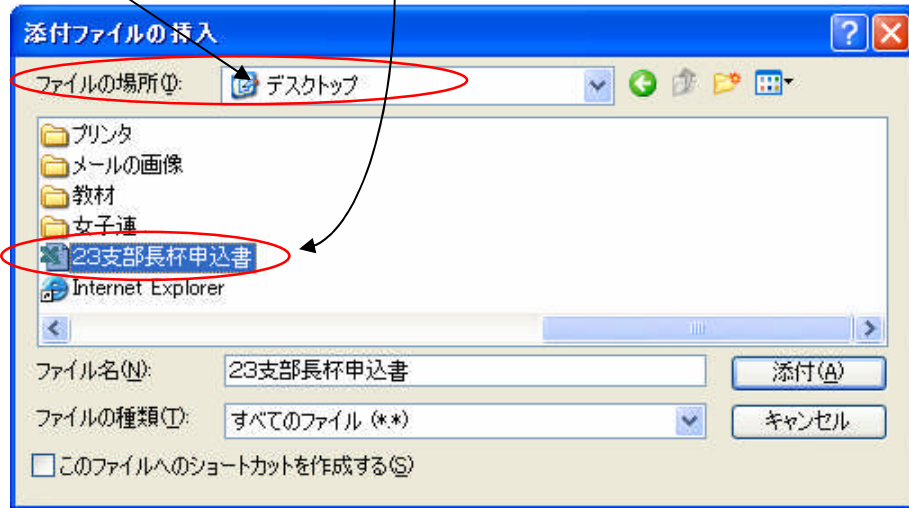 添付ファイルの挿入
ファイルの場所(I):
デスクトップ
プリンタ
メールの画像
教材
女子連
23支部長杯申込書
Internet Explorer
ファイル名(N):
23支部長杯申込書
添付(A)
ファイルの種類(T):
すべてのファイル (*.*)
キャンセル
このファイルへのショートカットを作成する(S)